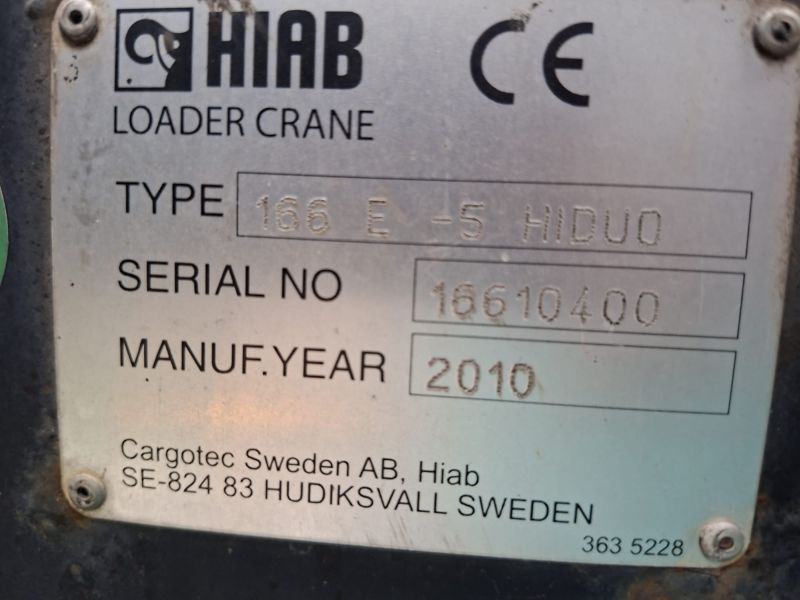 HIAB CE
LOADER CRANE
TYPE 166 E -5 HIDUO
SERIAL NO 16610400
MANUF.YEAR 2010
Cargotec Sweden AB, Hiab
SE-824 83 HUDIKSVALL SWEDEN
363 5228